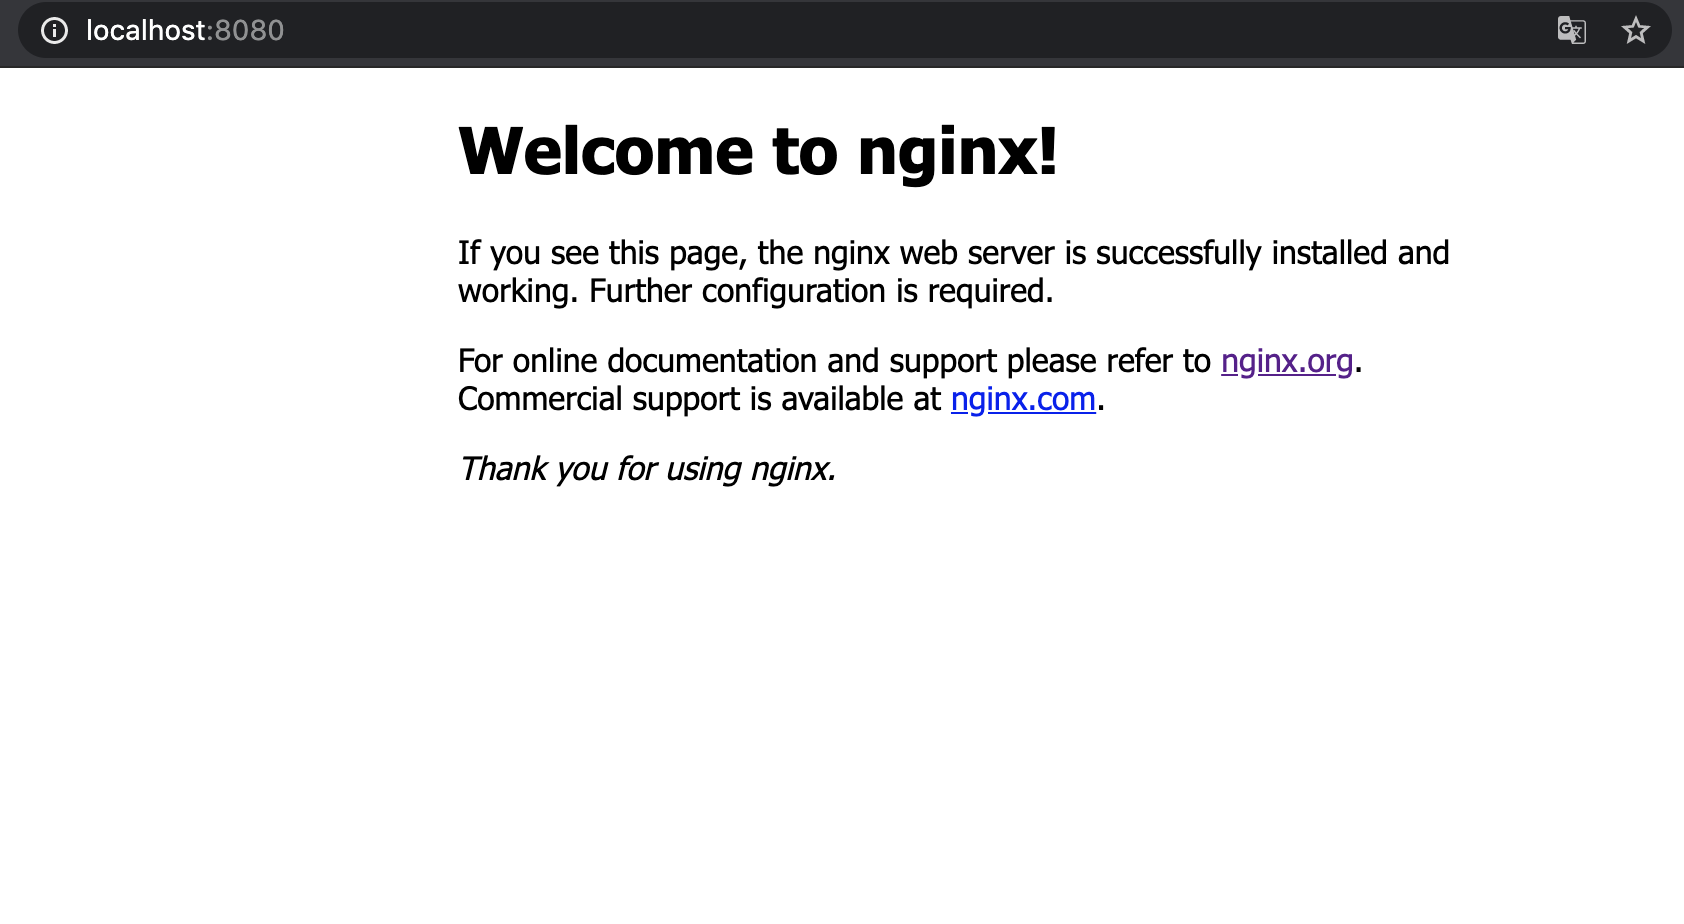 localhost:8080
Welcome to nginx!
If you see this page, the nginx web server is successfully installed and
working. Further configuration is required.
For online documentation and support please refer to nginx.org.
Commercial support is available at nginx.com.
Thank you for using nginx.